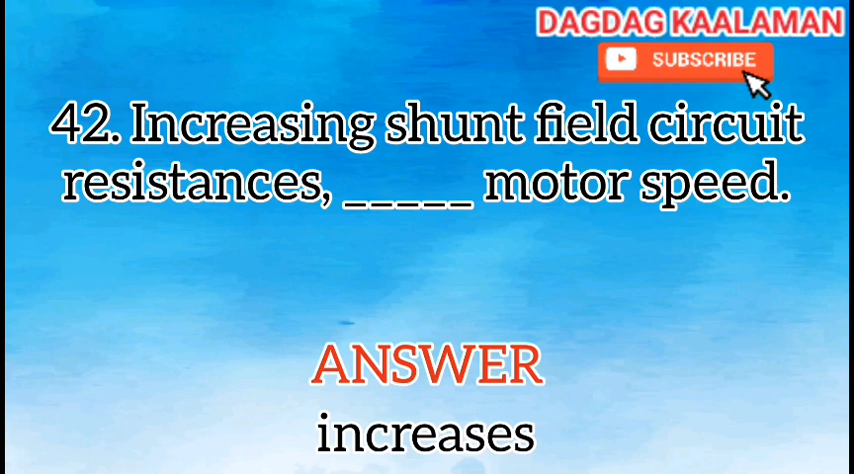 DAGDAG KAALAMAN
SUBSCRIBE
42. Increasing shunt field circuit
resistances, _____ motor speed.
ANSWER
increases